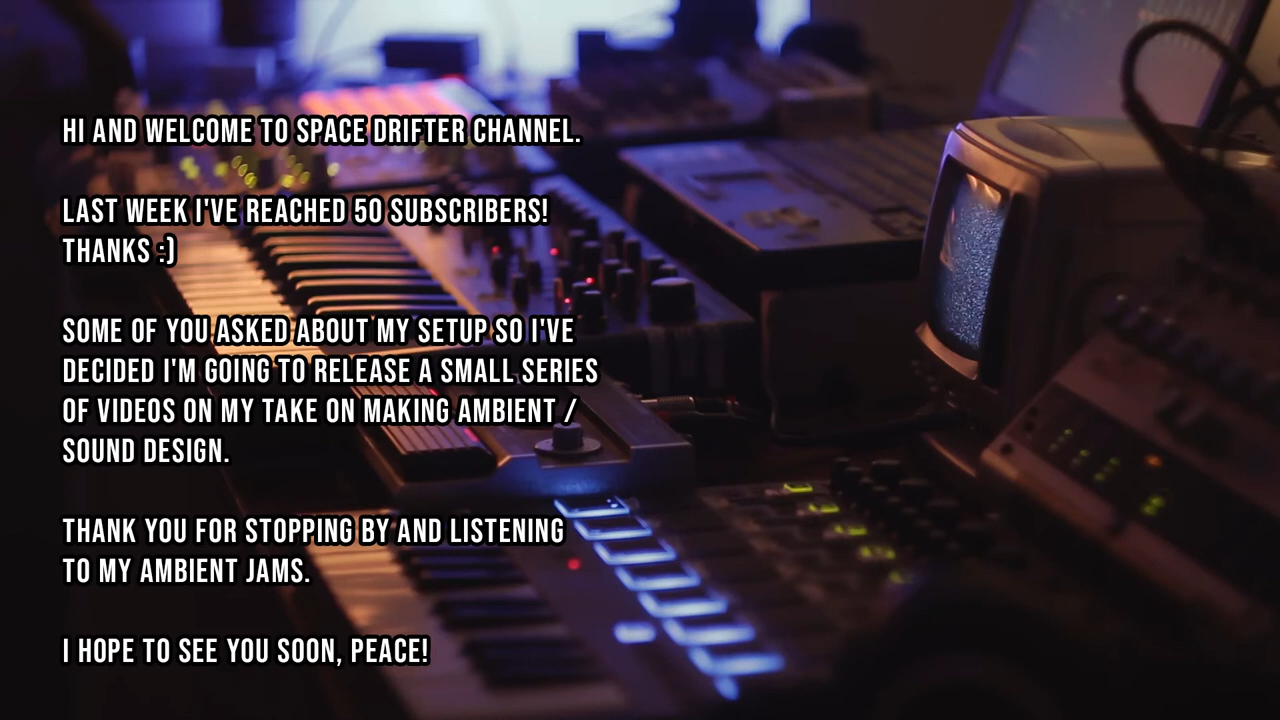 HI AND WELCOME TO SPACE DRIFTER CHANNEL.
LAST WEEK I'VE REACHED 50 SUBSCRIBERS!
THANKS :)
SOME OF YOU ASKED ABOUT MY SETUP SO I'VE
DECIDED I'M GOING TO RELEASE A SMALL SERIES
OF VIDEOS ON MY TAKE ON MAKING AMBIENT /
SOUND DESIGN.
THANK YOU FOR STOPPING BY AND LISTENING
TO MY AMBIENT JAMS.
I HOPE TO SEE YOU SOON, PEACE!